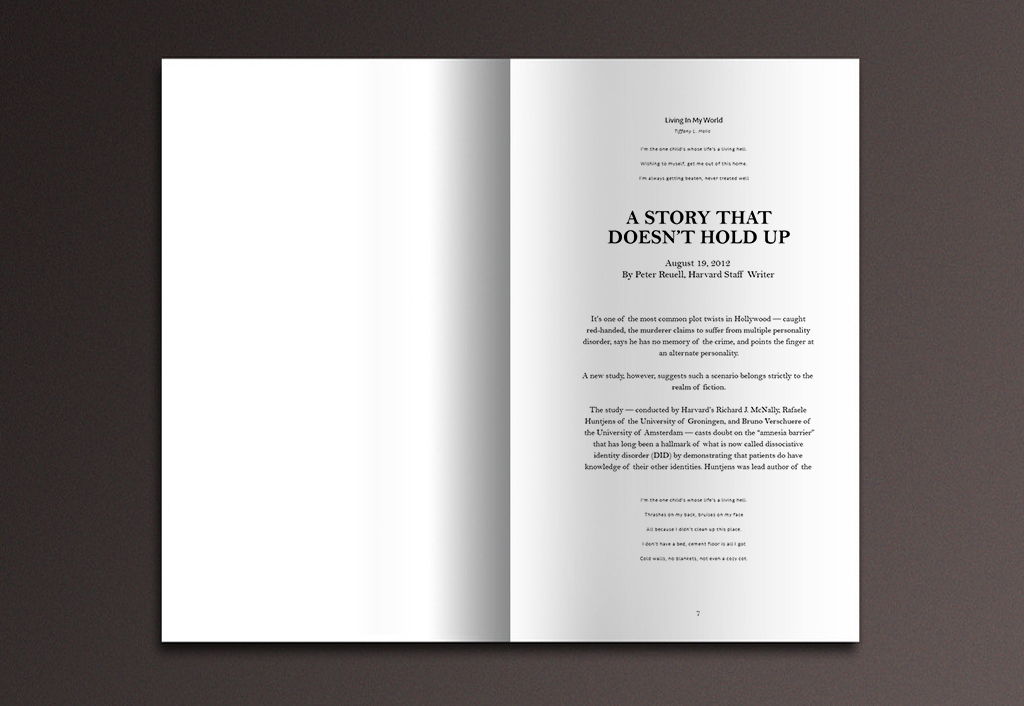 Living In My World
Tiffany L. Hollo
I'm the one child's whose life's a living hell.
Wishing to myself, get me out of this home.
I'm always getting beaten, never treated well
A STORY THAT
DOESN'T HOLD UP
August 19, 2012
By Peter Reuell, Harvard Staff Writer
It's one of the most common plot twists in Hollywood — caught
red-handed, the murderer claims to suffer from multiple personality
disorder, says he has no memory of the crime, and points the finger at
an alternate personality.
A new study, however, suggests such a scenario belongs strictly to the
realm of fiction.
The study — conducted by Harvard's Richard J. McNally, Rafaele
Huntjens of the University of Groningen, and Bruno Verschuere of
the University of Amsterdam — casts doubt on the "amnesia barrier"
that has long been a hallmark of what is now called dissociative
identity disorder (DID) by demonstrating that patients do have
knowledge of their other identities. Huntjens was lead author of the
I'm the one child's whose life's a living hell.
Thrashes on my back, bruises on my face
All because I didn't clean up this place.
I don't have a bed, cement floor is all I got.
Cold walls, no blankets, not even a cozy cot.
7